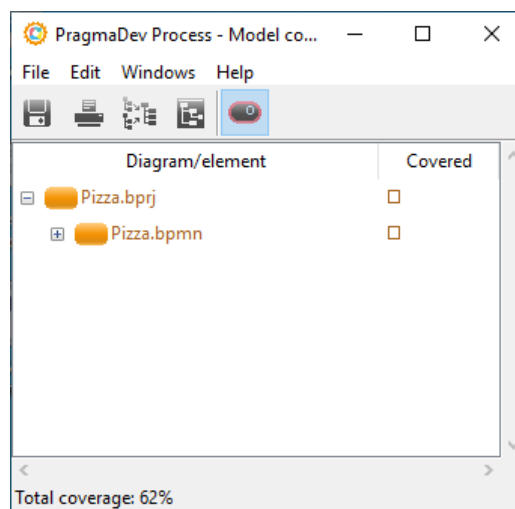 PragmaDev Process - Model co...
File Edit Windows Help
Diagram/element Covered
Pizza.bprj
Pizza.bpmn
Total coverage: 62%